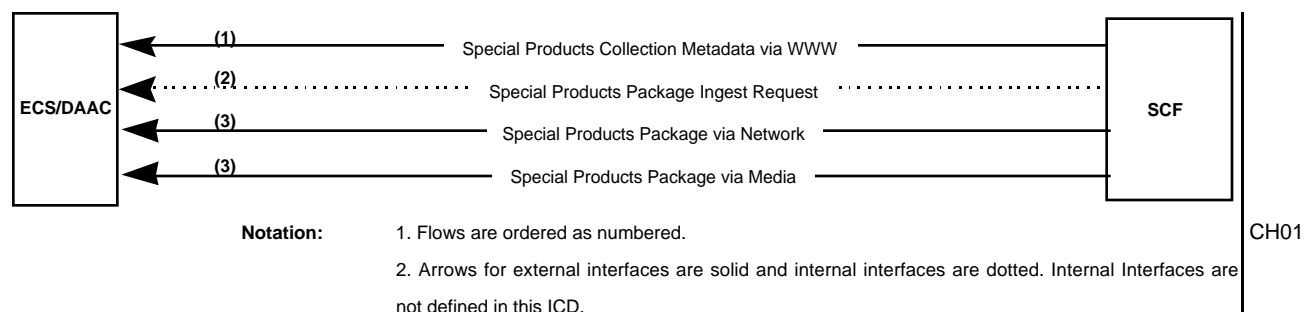 (1) Special Products Collection Metadata via WWW
(2) Special Products Package Ingest Request
ECS/DAAC
SCF
(3) Special Products Package via Network
(3) Special Products Package via Media
Notation: 1. Flows are ordered as numbered.
CH01
2. Arrows for external interfaces are solid and internal interfaces are dotted. Internal Interfaces are
not defined in this ICD.